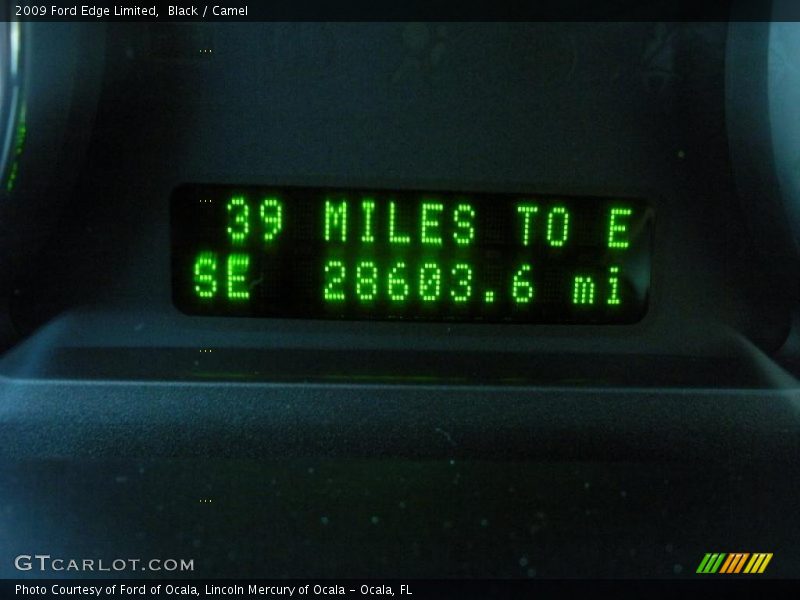 2009 Ford Edge Limited,  Black / Camel
39 MILES TO E
SE 28603.6 mi
GTCARLOT.COM
Photo Courtesy of Ford of Ocala, Lincoln Mercury of Ocala - Ocala, FL